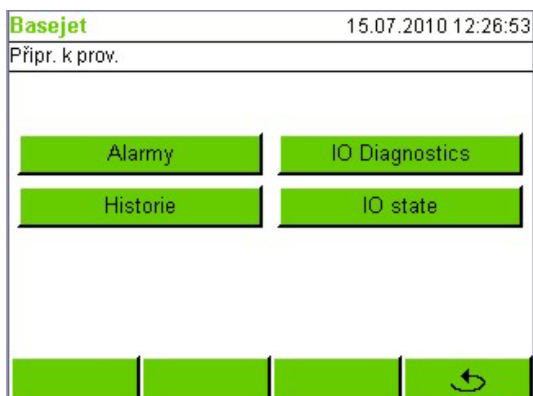 Basejet 15.07.2010 12:26:53
Připr. k prov.
Alarmy IO Diagnostics
Historie IO state